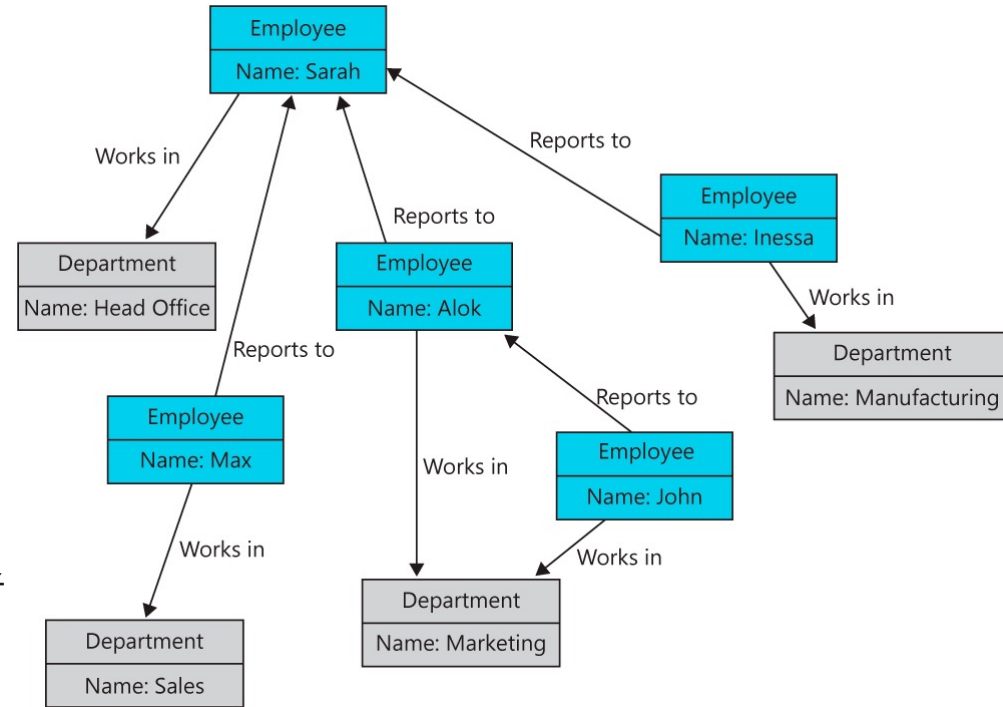 Employee
Name: Sarah
Works in
Reports to
Reports to
Employee
Name: Inessa
Department
Name: Head Office
Employee
Name: Alok
Works in
Reports to
Department
Name: Manufacturing
Employee
Name: Max
Reports to
Employee
Name: John
Works in
Works in
Works in
Department
Name: Marketing
Department
Name: Sales